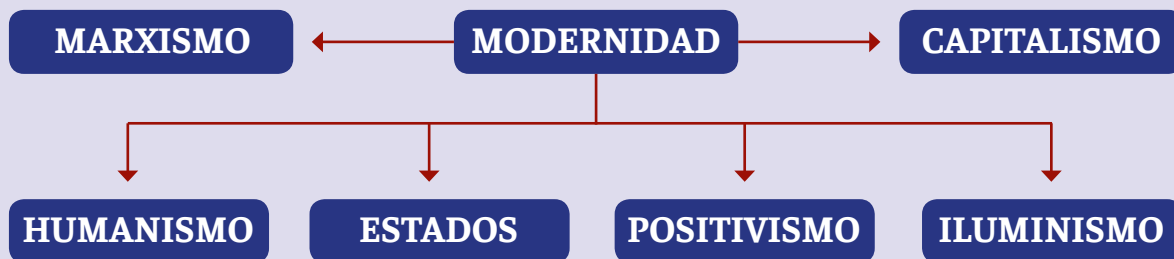 MARXISMO
MODERNIDAD
CAPITALISMO
HUMANISMO
ESTADOS
POSITIVISMO
ILUMINISMO